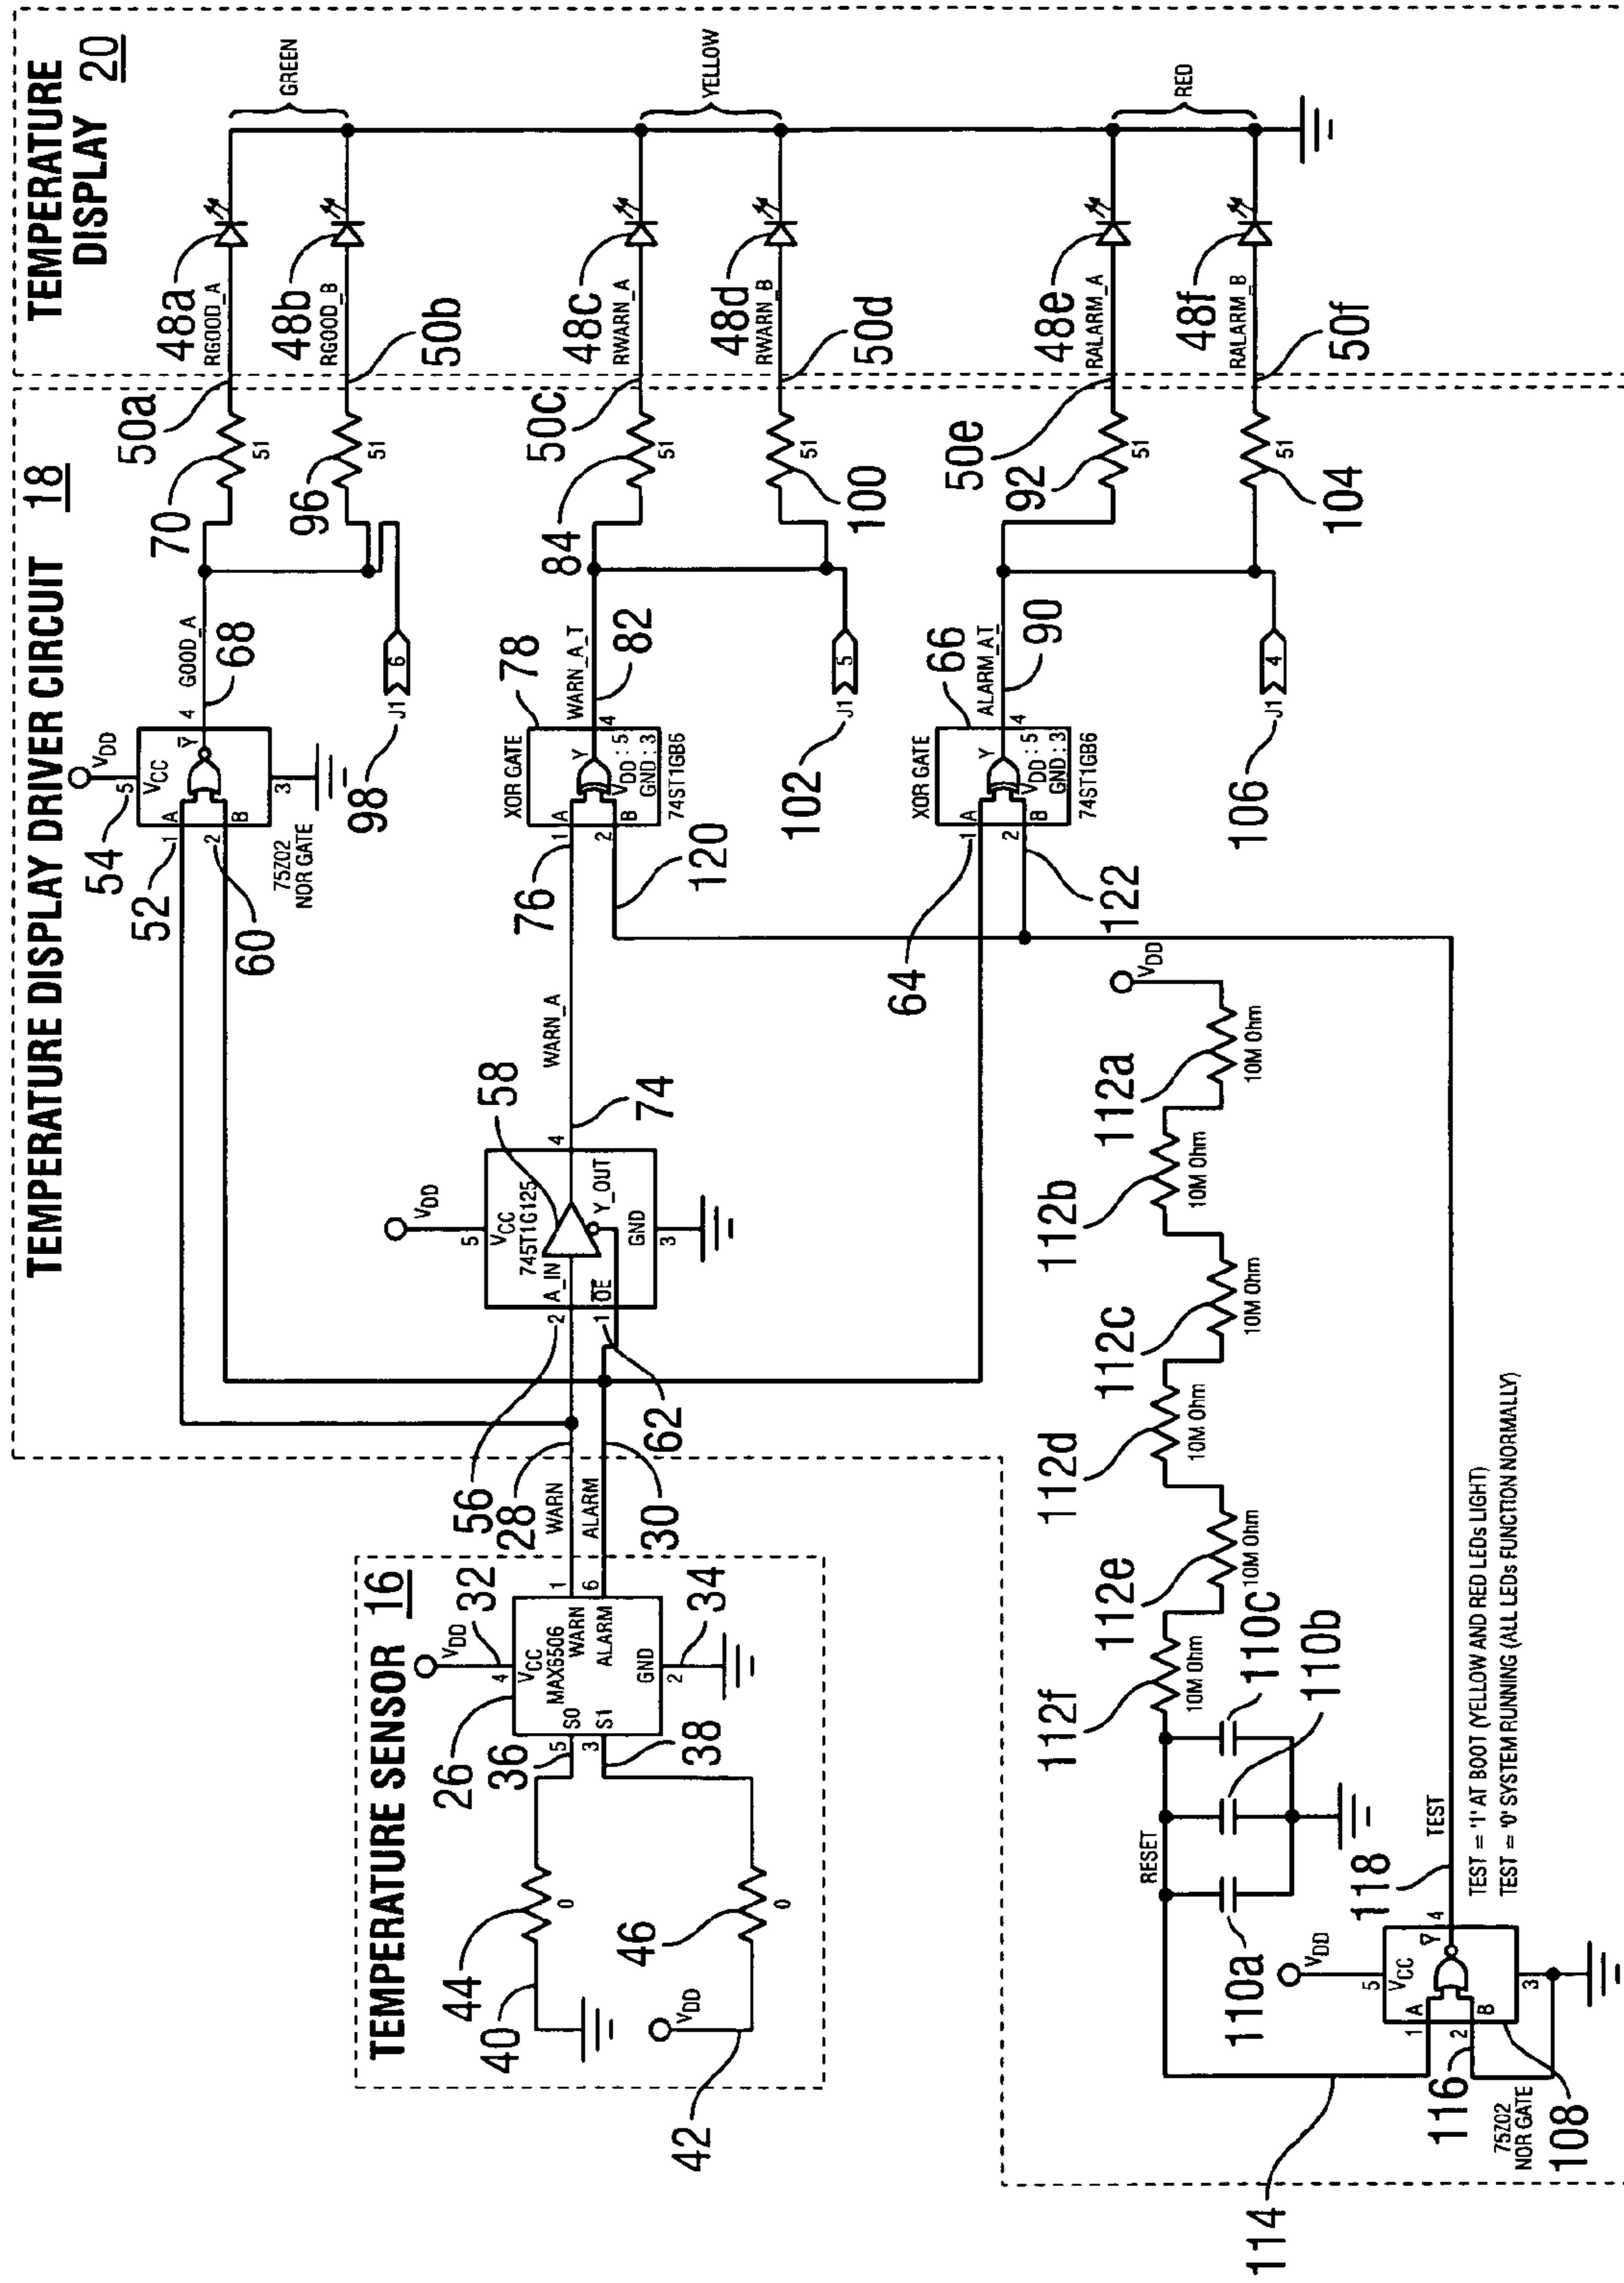 TEMPERATURE SENSOR 16
44
0
40
46
0
42
VDD
26
36
5
S0
38
3
S1
VDD
32
4
VCC
MAX6506
WARN
ALARM
GND
2
34
1
6
WARN
ALARM
28
30
56
62
TEMPERATURE DISPLAY DRIVER CIRCUIT 18
VDD
5
VCC
745T1G125
2
A_IN
1
OE
Y_OUT
GND
3
58
4
74
WARN_A
VDD
54
5
VCC
52
1
A
60
2
B
Y
4
3
75Z02
NOR GATE
GOOD_A
68
98
J1
6
76
XOR GATE
78
1
A
2
B
Y
VDD : 5
GND : 3
74ST1GB6
4
WARN_A_T
82
120
102
J1
5
64
XOR GATE
66
1
A
2
B
Y
VDD : 5
GND : 3
74ST1GB6
4
ALARM_AT
90
122
106
J1
4
70
51
50a
96
51
50b
84
51
50c
100
51
50d
92
51
50e
104
51
50f
TEMPERATURE
DISPLAY 20
48a
RGOOD_A
48b
RGOOD_B
GREEN
48c
RWARN_A
48d
RWARN_B
YELLOW
48e
RALARM_A
48f
RALARM_B
RED
RESET
110a
110b
110c
112f
10M Ohm
112e
10M Ohm
112d
10M Ohm
112c
10M Ohm
112b
10M Ohm
112a
10M Ohm
VDD
114
VDD
5
VCC
1
A
116
2
B
Y
4
3
75Z02
NOR GATE
108
118
TEST
TEST = '1' AT BOOT (YELLOW AND RED LEDs LIGHT)
TEST = '0' SYSTEM RUNNING (ALL LEDs FUNCTION NORMALLY)